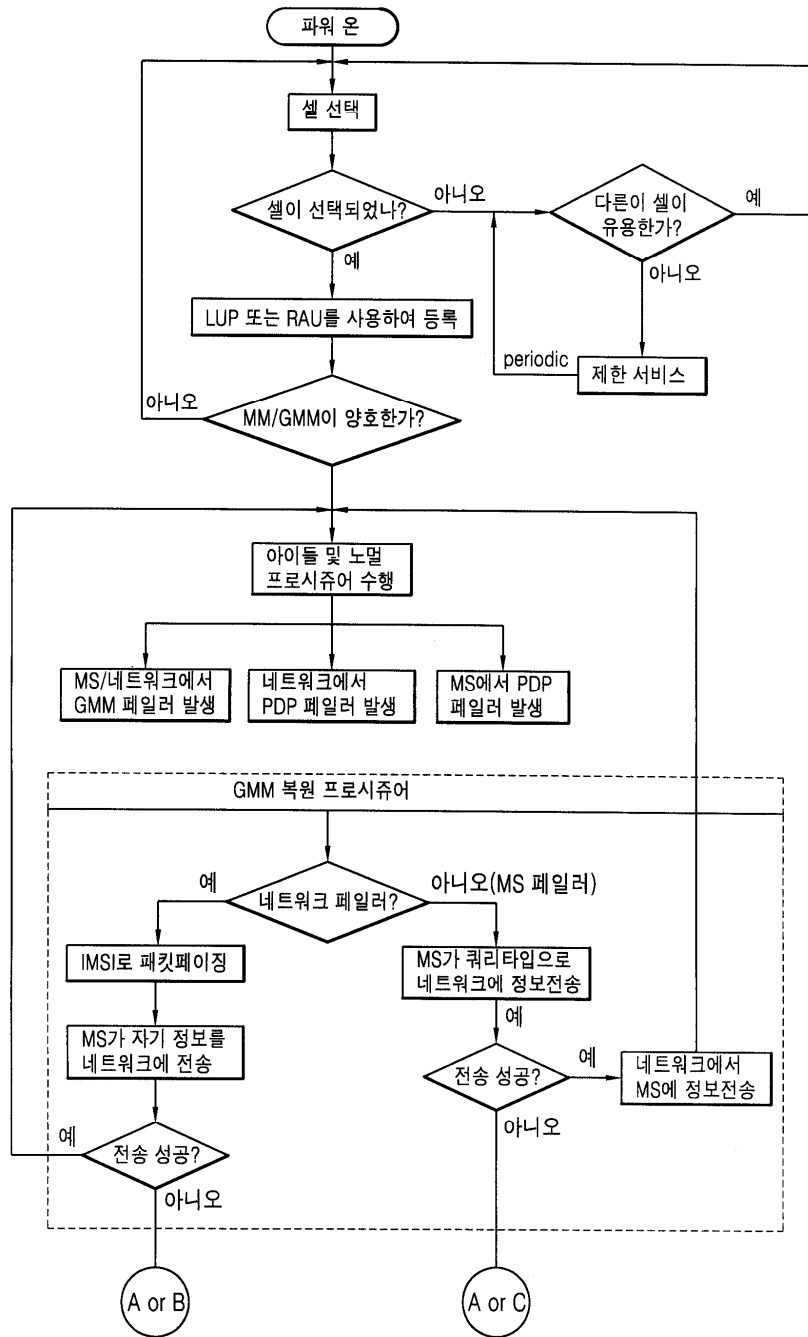 파워 온
셀 선택
셀이 선택되었나?
아니오
다른이 셀이
유용한가?
예
예
아니오
LUP 또는 RAU를 사용하여 등록
periodic
제한 서비스
아니오
MM/GMM이 양호한가?
아이들 및 노멀
프로시쥬어 수행
MS/네트워크에서
GMM 페일러 발생
네트워크에서
PDP 페일러 발생
MS에서 PDP
페일러 발생
GMM 복원 프로시쥬어
예
네트워크 페일러?
아니오(MS 페일러)
IMSI로 패킷페이징
MS가 쿼리타입으로
네트워크에 정보전송
예
MS가 자기 정보를
네트워크에 전송
전송 성공?
예
네트워크에서
MS에 정보전송
아니오
예
전송 성공?
아니오
A or B
A or C